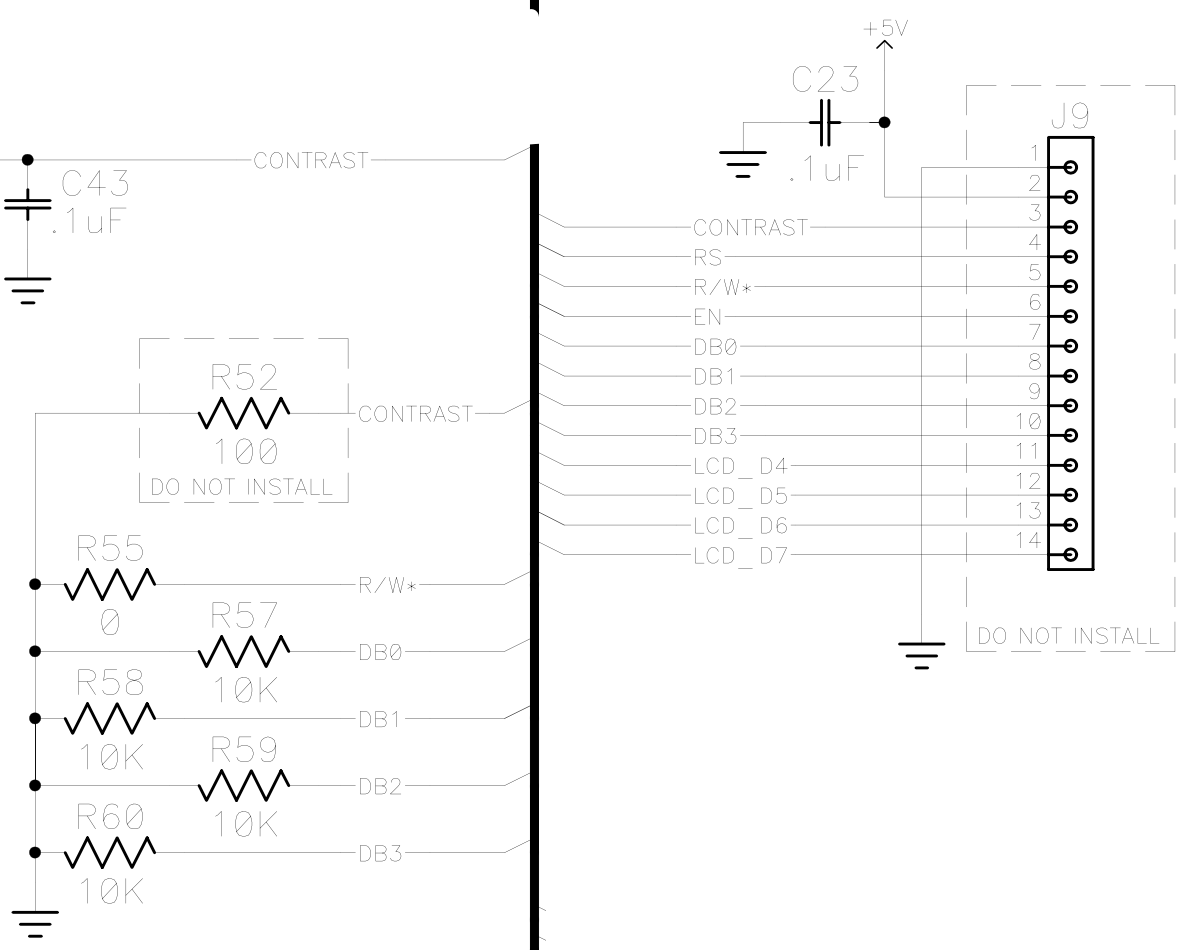 +5V
C23
.1uF
J9
CONTRAST
C43
.1uF
1
2
3
4
5
6
7
8
9
10
11
12
13
14
CONTRAST
RS
R/W*
EN
DB0
DB1
DB2
DB3
LCD_D4
LCD_D5
LCD_D6
LCD_D7
DO NOT INSTALL
R52
100
CONTRAST
DO NOT INSTALL
R55
0
R/W*
R57
10K
DB0
R58
10K
DB1
R59
10K
DB2
R60
10K
DB3